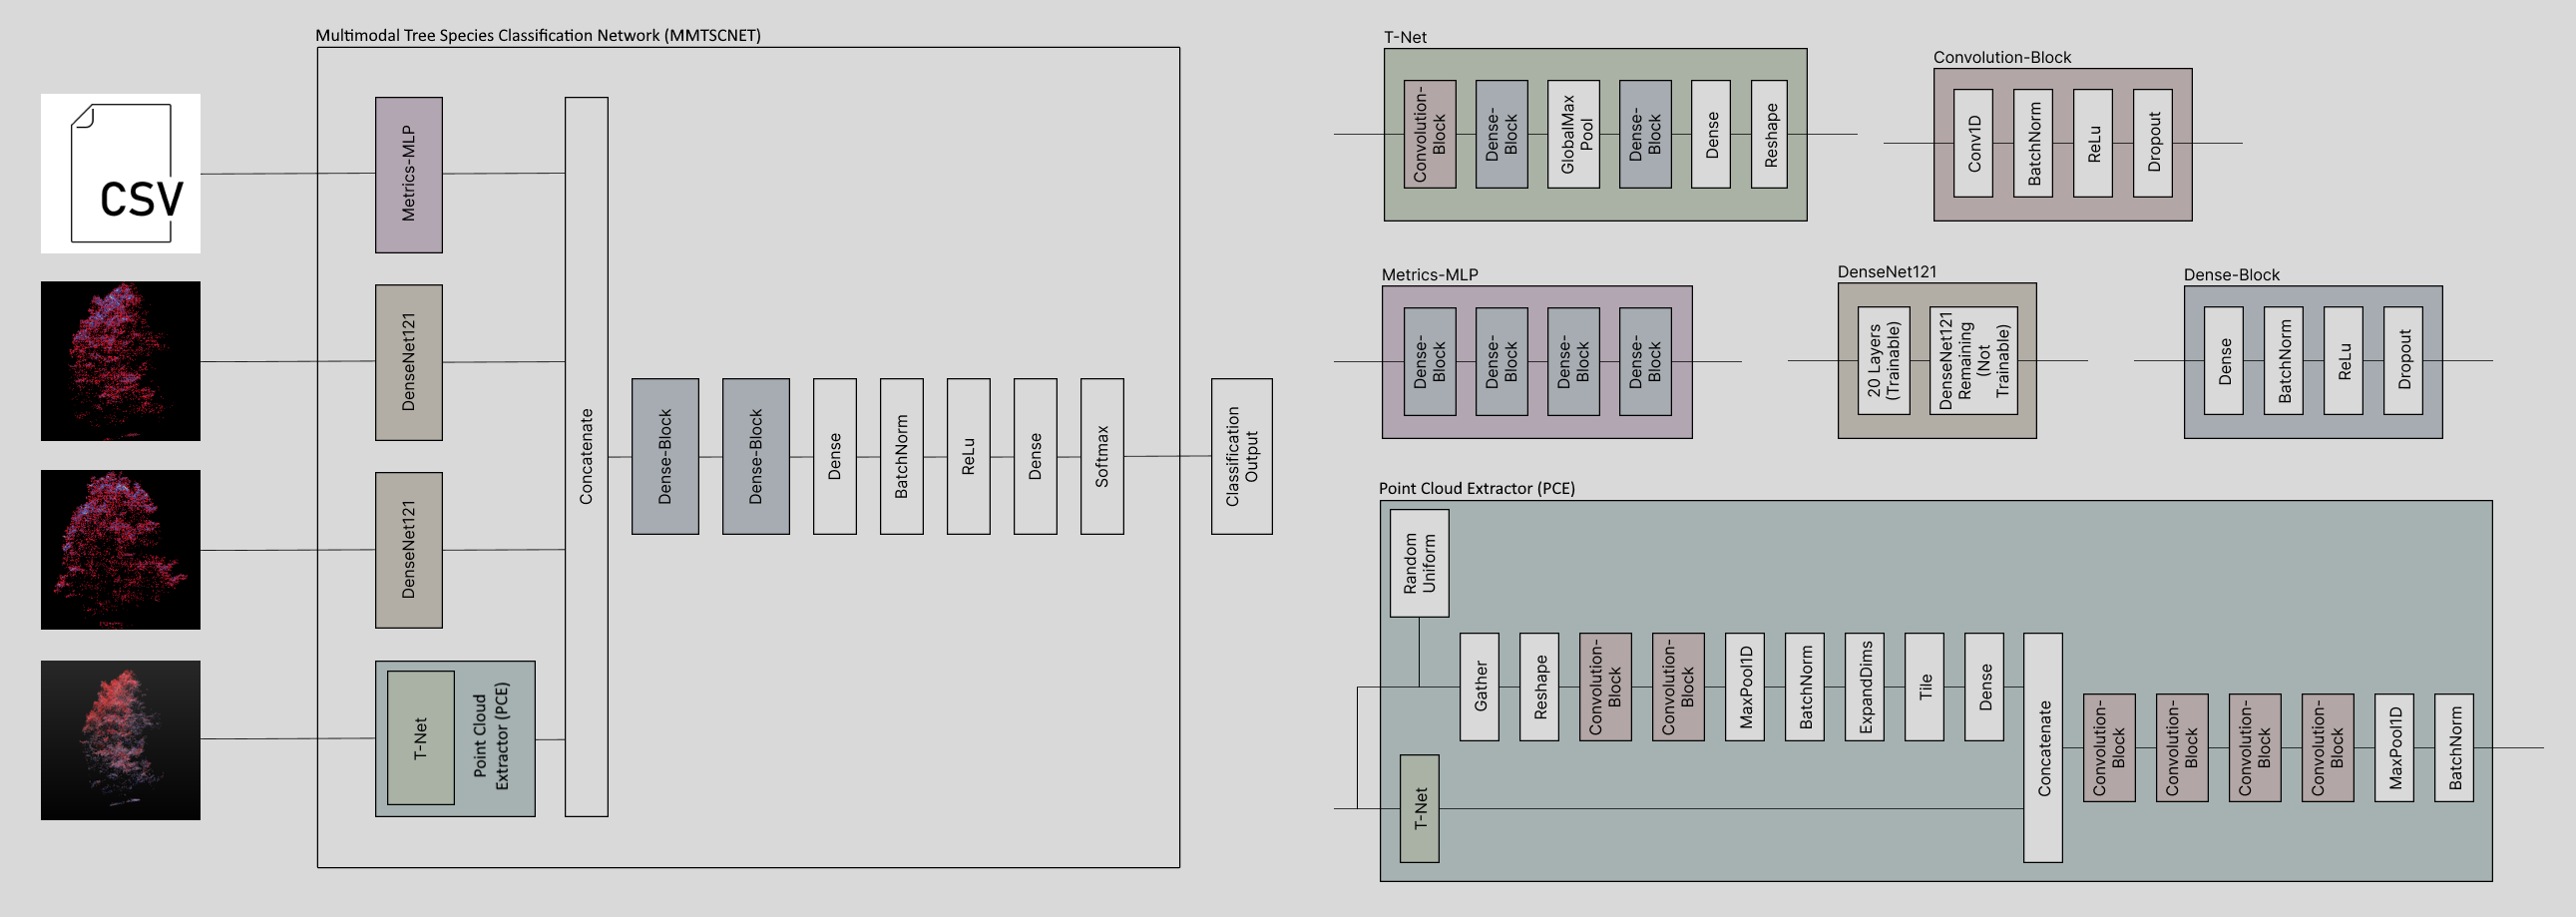 Multimodal Tree Species Classification Network (MMTSCNET)
CSV
Metrics-MLP
DenseNet121
DenseNet121
T-Net
Point Cloud
Extractor (PCE)
Concatenate
Dense-Block
Dense-Block
Dense
BatchNorm
ReLu
Dense
Softmax
Classification
Output
T-Net
Convolution-
Block
Dense-
Block
GlobalMax
Pool
Dense-
Block
Dense
Reshape
Convolution-Block
Conv1D
BatchNorm
ReLu
Dropout
Metrics-MLP
Dense-
Block
Dense-
Block
Dense-
Block
Dense-
Block
DenseNet121
20 Layers
(Trainable)
DenseNet121
Remaining
(Not
Trainable)
Dense-Block
Dense
BatchNorm
ReLu
Dropout
Point Cloud Extractor (PCE)
Random
Uniform
Gather
Reshape
Convolution-
Block
Convolution-
Block
MaxPool1D
BatchNorm
ExpandDims
Tile
Dense
T-Net
Concatenate
Convolution-
Block
Convolution-
Block
Convolution-
Block
Convolution-
Block
MaxPool1D
BatchNorm